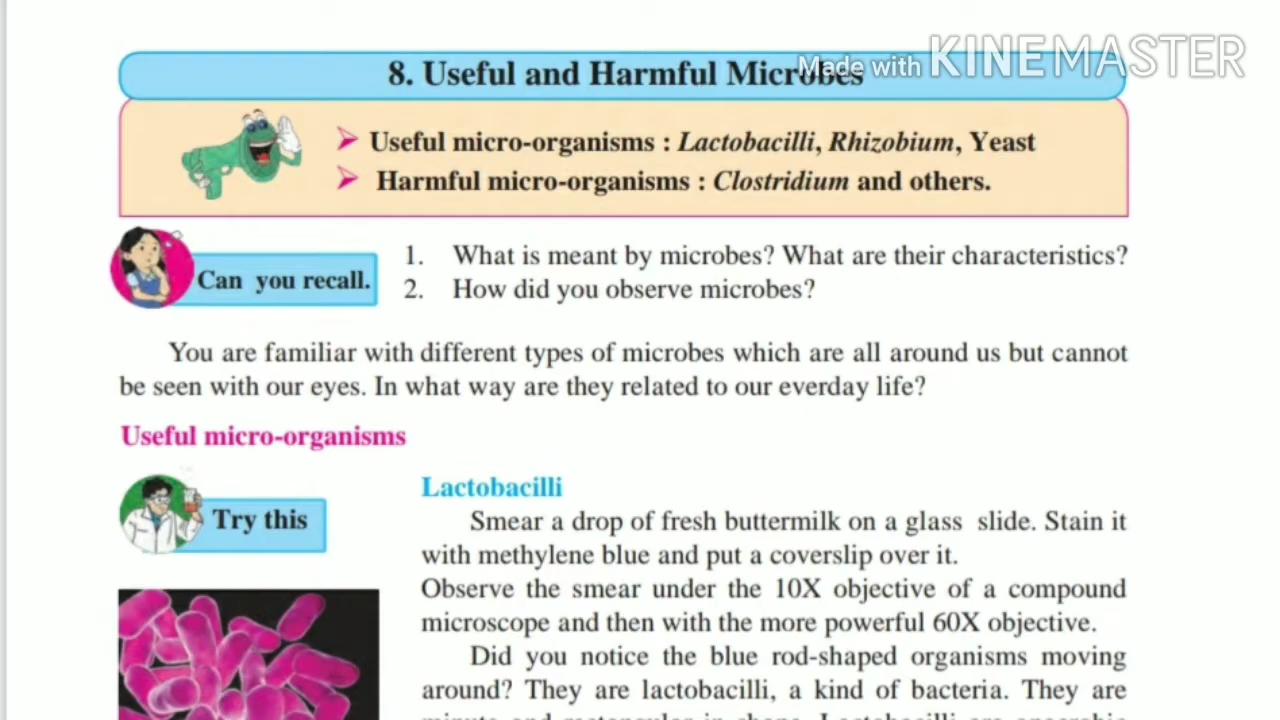 Made with KINEMASTER
8. Useful and Harmful Microbes
Useful micro-organisms : Lactobacilli, Rhizobium, Yeast
Harmful micro-organisms : Clostridium and others.
Can you recall.
1. What is meant by microbes? What are their characteristics?
2. How did you observe microbes?
You are familiar with different types of microbes which are all around us but cannot
be seen with our eyes. In what way are they related to our everday life?
Useful micro-organisms
Try this
Lactobacilli
Smear a drop of fresh buttermilk on a glass slide. Stain it
with methylene blue and put a coverslip over it.
Observe the smear under the 10X objective of a compound
microscope and then with the more powerful 60X objective.
Did you notice the blue rod-shaped organisms moving
around? They are lactobacilli, a kind of bacteria. They are